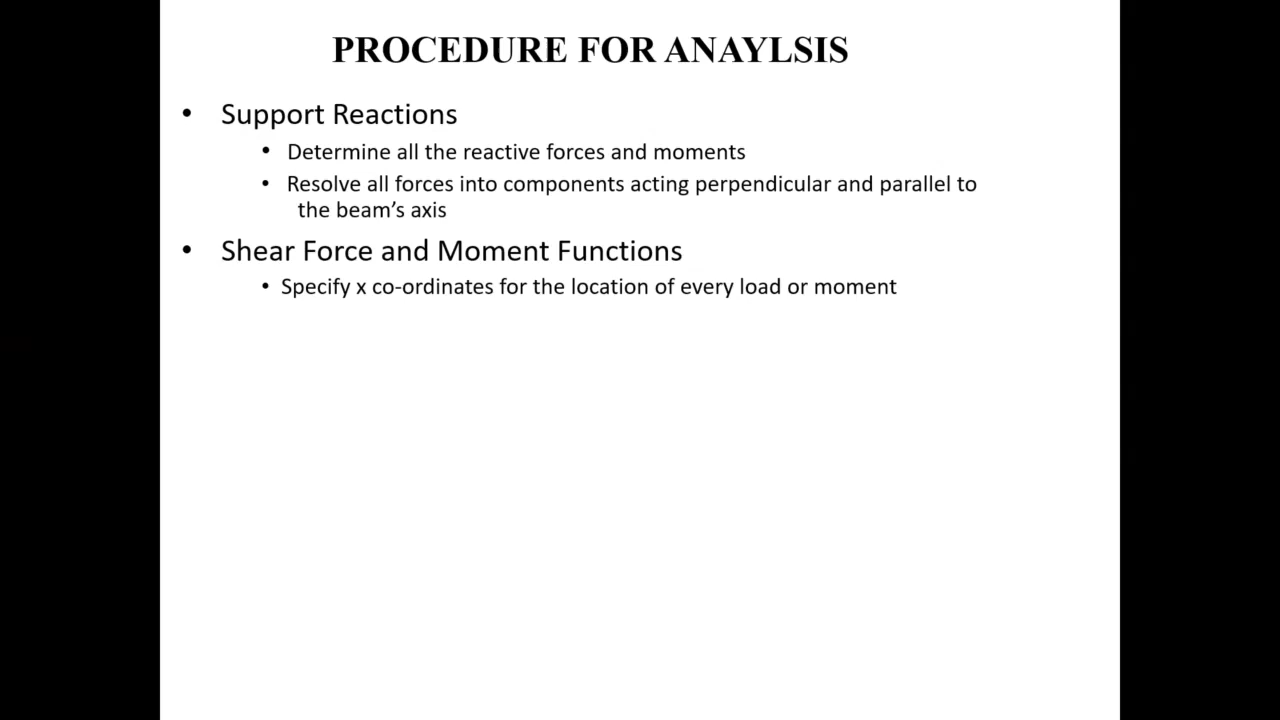 PROCEDURE FOR ANAYLSIS
• Support Reactions
• Determine all the reactive forces and moments
• Resolve all forces into components acting perpendicular and parallel to
the beam’s axis
• Shear Force and Moment Functions
• Specify x co-ordinates for the location of every load or moment